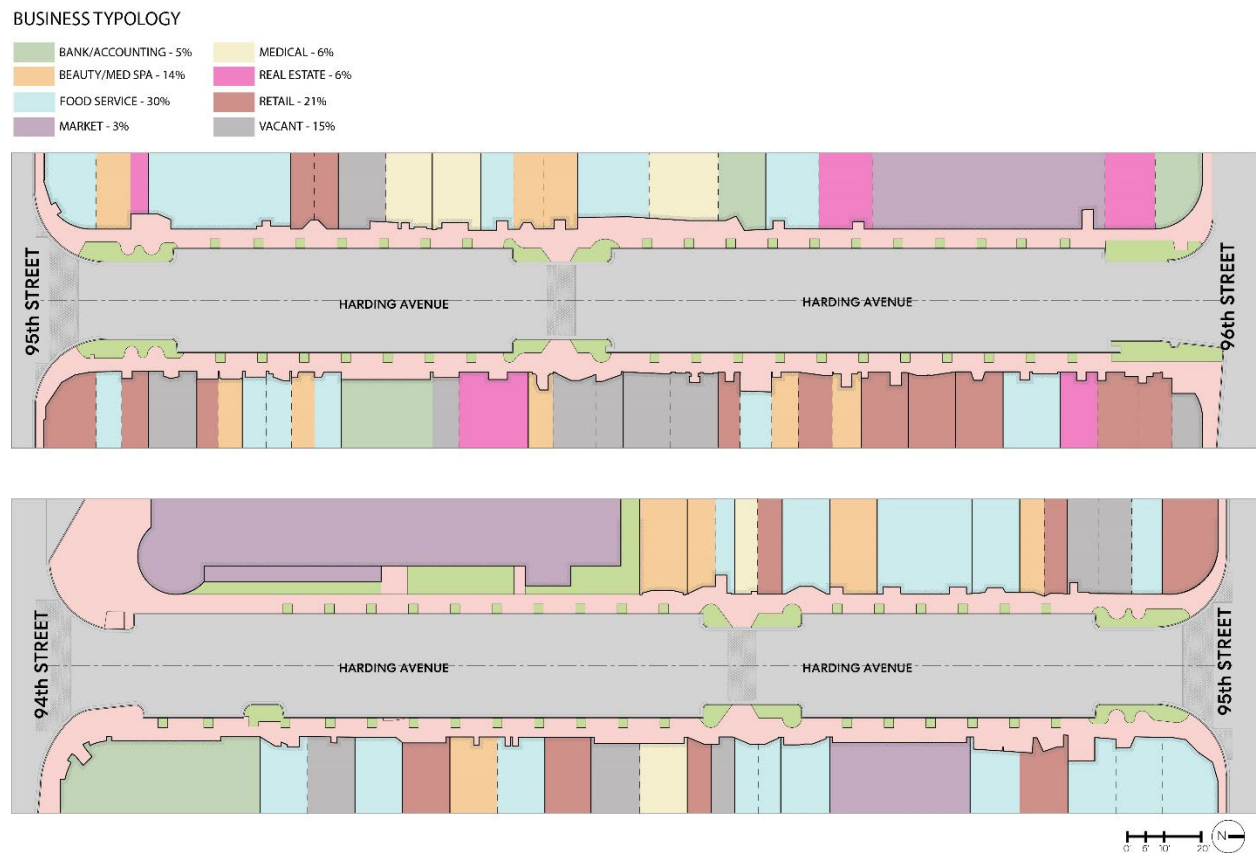 BUSINESS TYPOLOGY
BANK/ACCOUNTING - 5%
BEAUTY/MED SPA - 14%
FOOD SERVICE - 30%
MARKET - 3%
MEDICAL - 6%
REAL ESTATE - 6%
RETAIL - 21%
VACANT - 15%
95th STREET
HARDING AVENUE
HARDING AVENUE
96th STREET
94th STREET
HARDING AVENUE
HARDING AVENUE
95th STREET
0' 5' 10' 20'
N